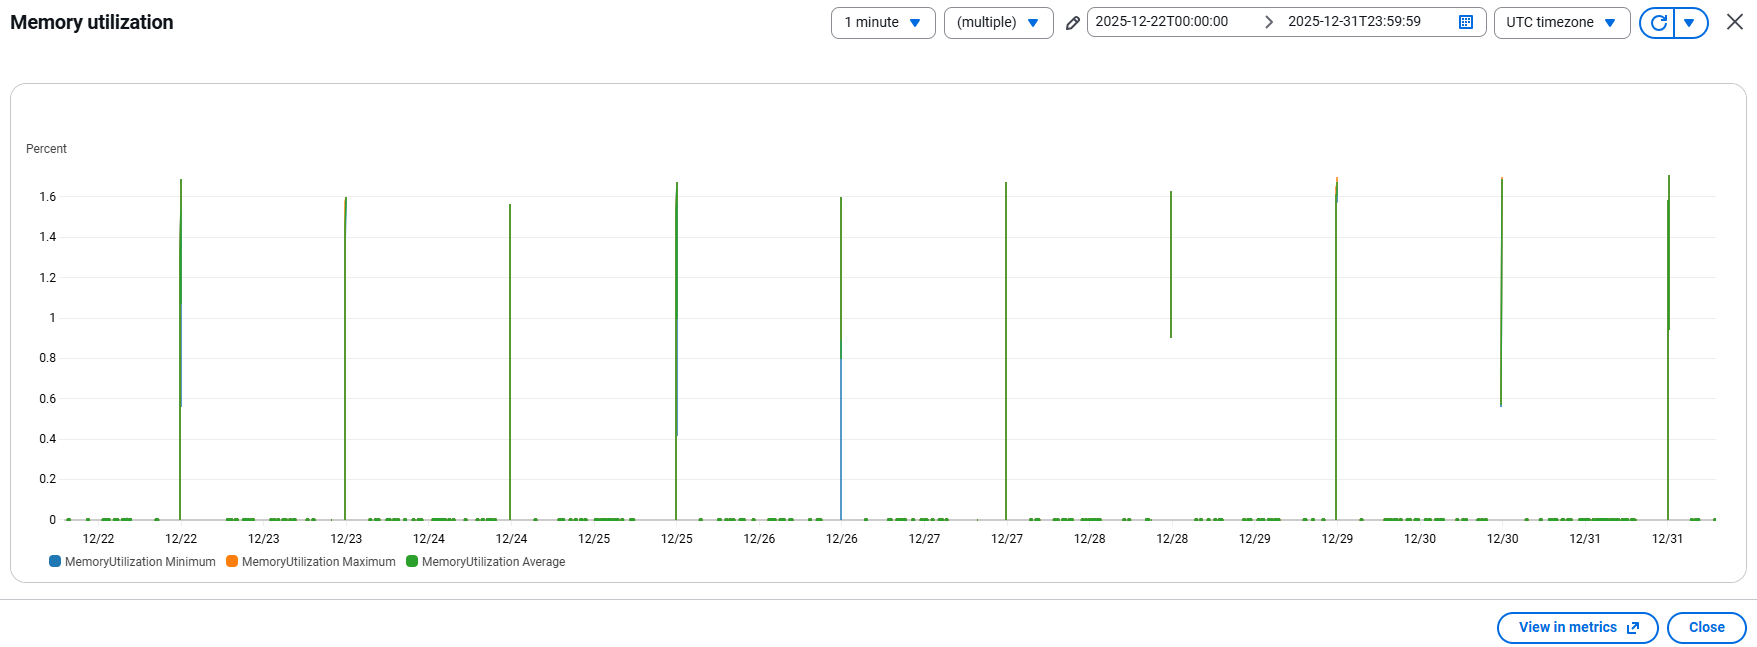 Memory utilization
1 minute
(multiple)
2025-12-22T00:00:00
2025-12-31T23:59:59
UTC timezone
Percent
1.6
1.4
1.2
1
0.8
0.6
0.4
0.2
0
12/22 12/22 12/23 12/23 12/24 12/24 12/25 12/25 12/26 12/26 12/27 12/27 12/28 12/28 12/29 12/29 12/30 12/30 12/31 12/31
MemoryUtilization Minimum MemoryUtilization Maximum MemoryUtilization Average
View in metrics
Close